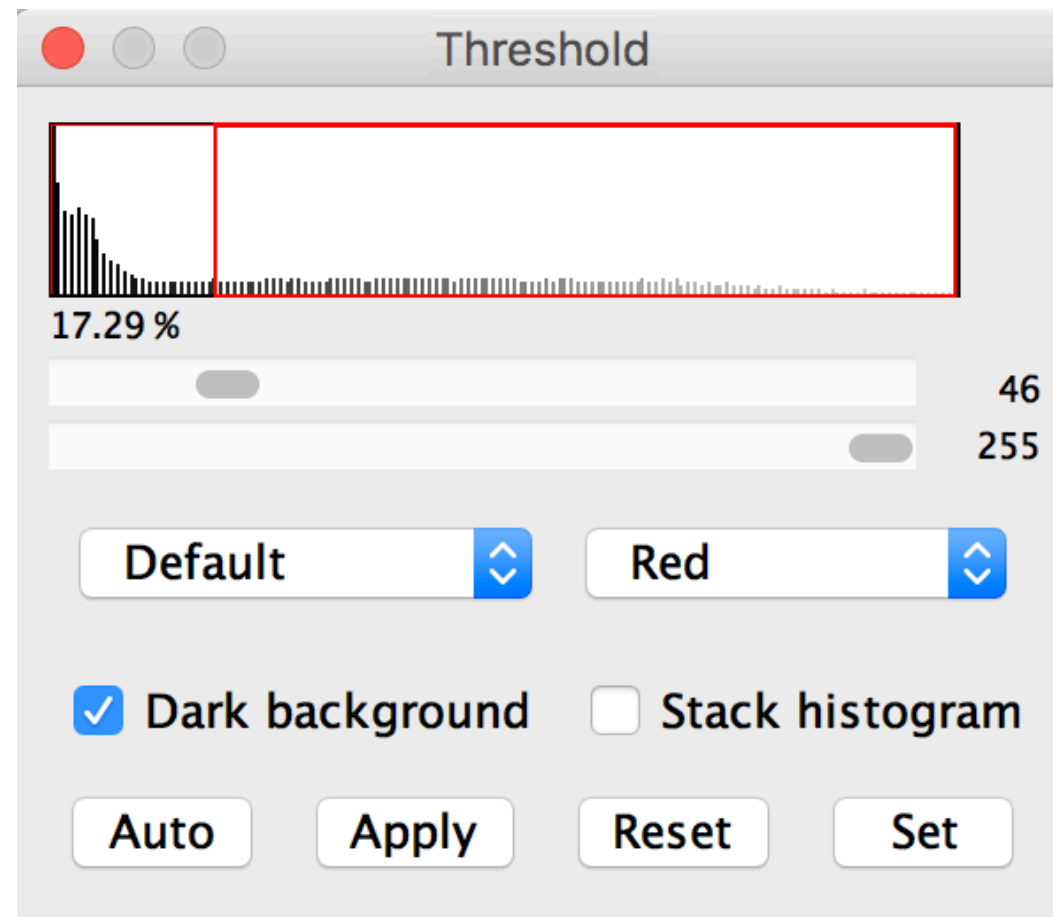 Threshold
17.29 %
46
255
Default Red
Dark background Stack histogram
Auto Apply Reset Set